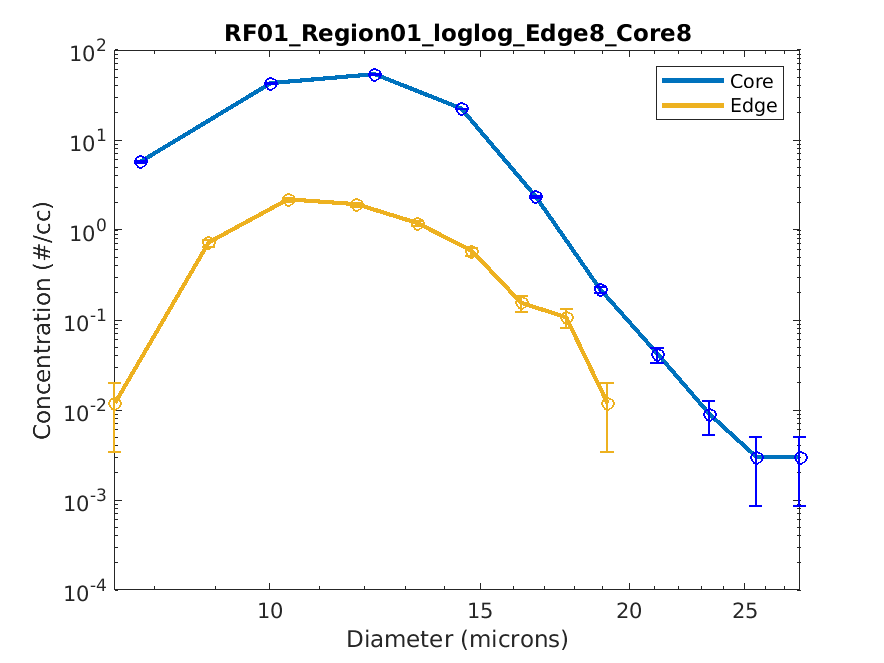 RF01_Region01_loglog_Edge8_Core8
Core
Edge
10^2
10^1
10^0
10^-1
10^-2
10^-3
10^-4
Concentration (#/cc)
10 15 20 25
Diameter (microns)